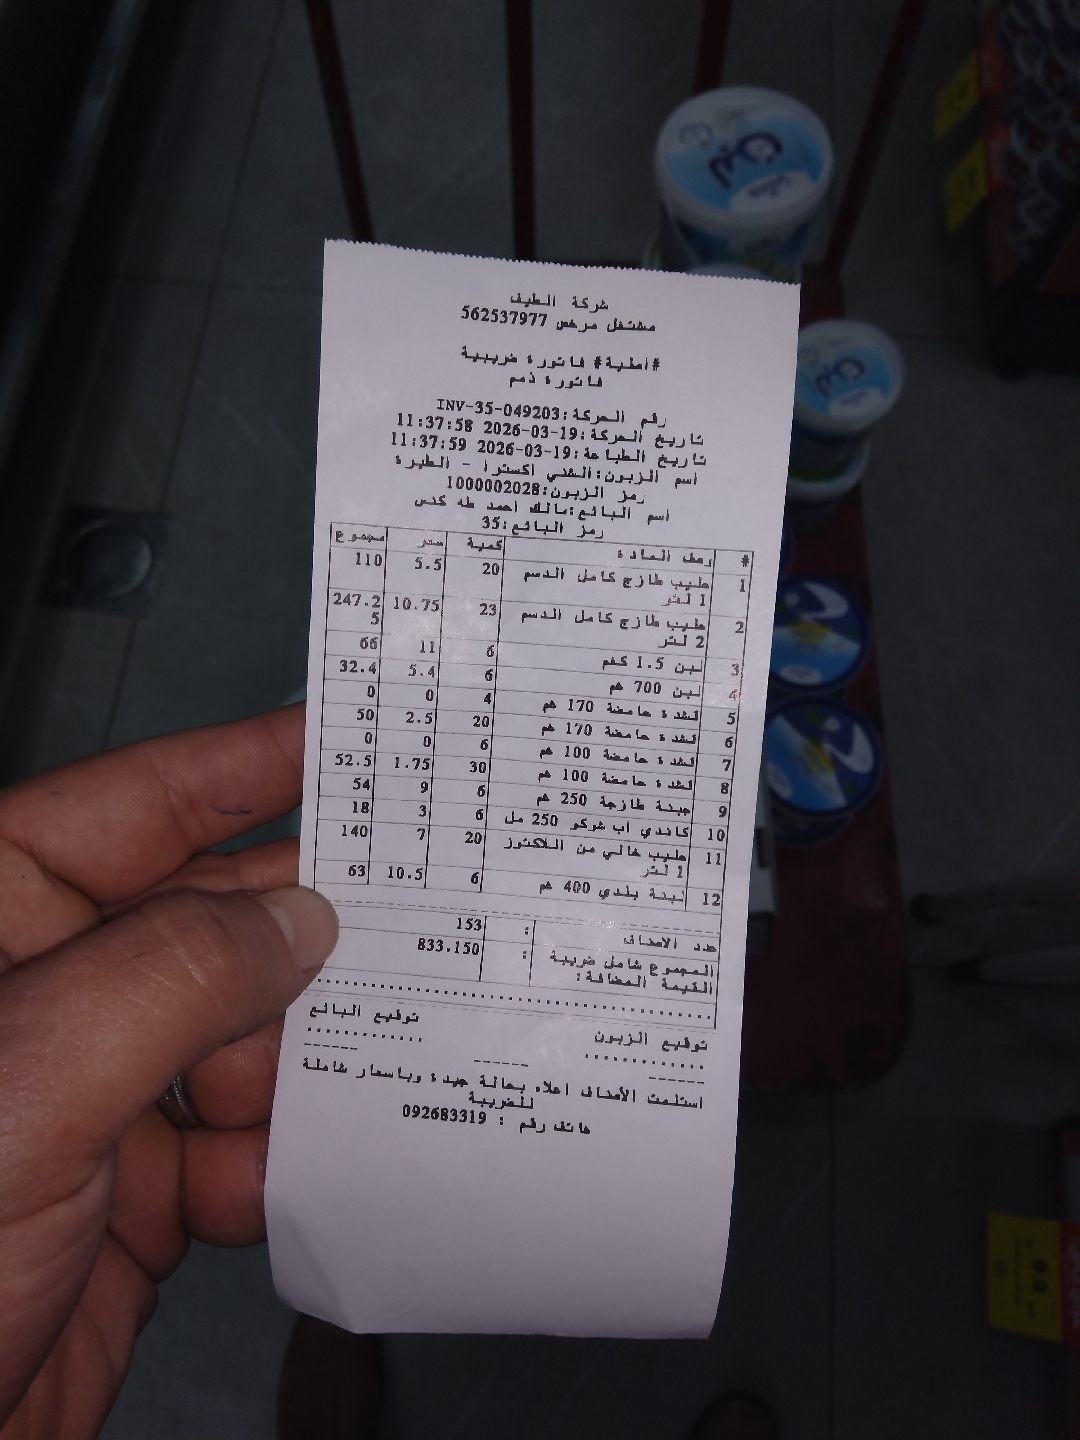 شركة الطيف
مشتغل مرخص 562537977
#أصلية# فاتورة ضريبية
فاتورة ذمم
رقم الحركة:INV-35-049203
تاريخ الحركة:2026-03-19 11:37:58
تاريخ الطباعة:2026-03-19 11:37:59
اسم الزبون:الشني اكسترا - الطيرة
رمز الزبون:1000002028
اسم البائع:مالك احمد طه كدس
رمز البائع:35
# وصف المادة كمية سعر مجموع
1 حليب طازج كامل الدسم 20 5.5 110
1 لتر
2 حليب طازج كامل الدسم 23 10.75 247.25
2 لتر
3 لبن 1.5 كغم 6 11 66
4 لبن 700 غم 6 5.4 32.4
5 قشدة حامضة 170 غم 4 0 0
6 قشدة حامضة 170 غم 20 2.5 50
7 قشدة حامضة 100 غم 6 0 0
8 قشدة حامضة 100 غم 30 1.75 52.5
9 جبنة طازجة 250 غم 6 9 54
10 كاندي اب شوكو 250 مل 6 3 18
11 حليب خالي من اللاكتوز 20 7 140
1 لتر
12 لبنة بلدي 400 غم 6 10.5 63
عدد الاصناف : 153
المجموع شامل ضريبة : 833.150
القيمة المضافة:
توقيع الزبون توقيع البائع
استلمت الأصناف اعلاه بحالة جيدة وباسعار شاملة
للضريبة
هاتف رقم : 092683319
لبن
لبن
90